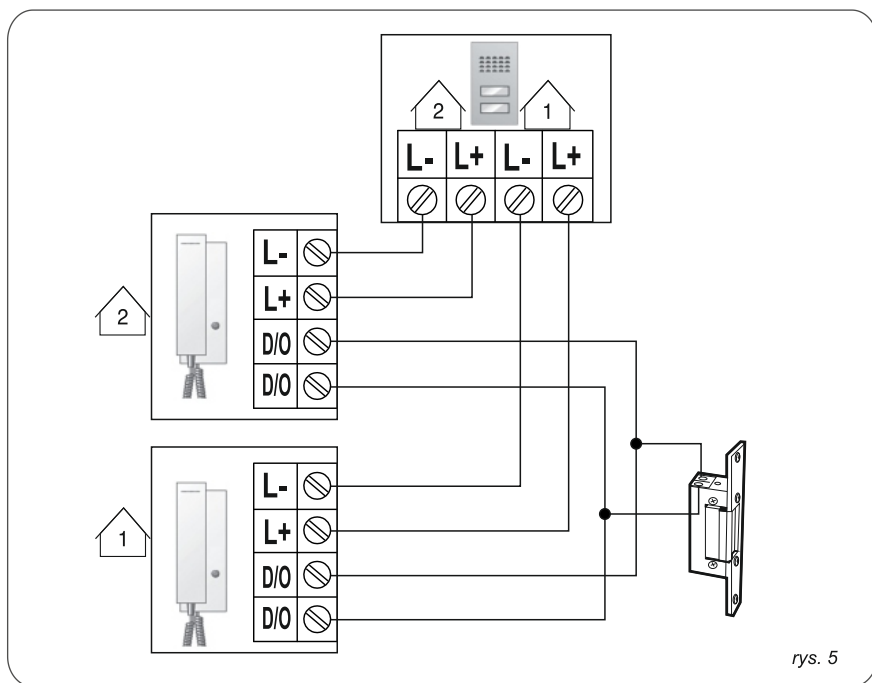 2 1
L- L+ L- L+
2
L-
L+
D/O
D/O
1
L-
L+
D/O
D/O
rys. 5